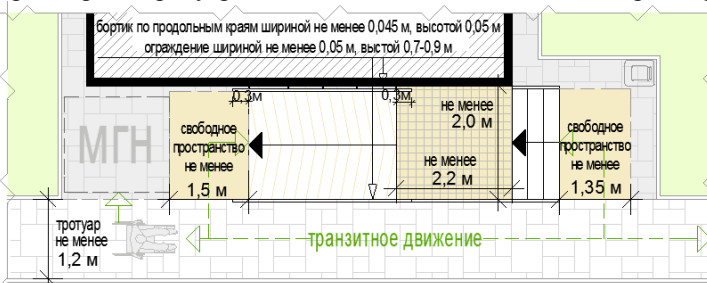 бортик по продольным краям шириной не менее 0,045 м, высотой 0,05 м
ограждение шириной не менее 0,05 м, выстой 0,7-0,9 м
0,3м
0,3м
не менее
2,0 м
МГН
свободное
пространство
не менее
1,5 м
не менее
2,2 м
свободное
пространство
не менее
1,35 м
тротуар
не менее
1,2 м
транзитное движение